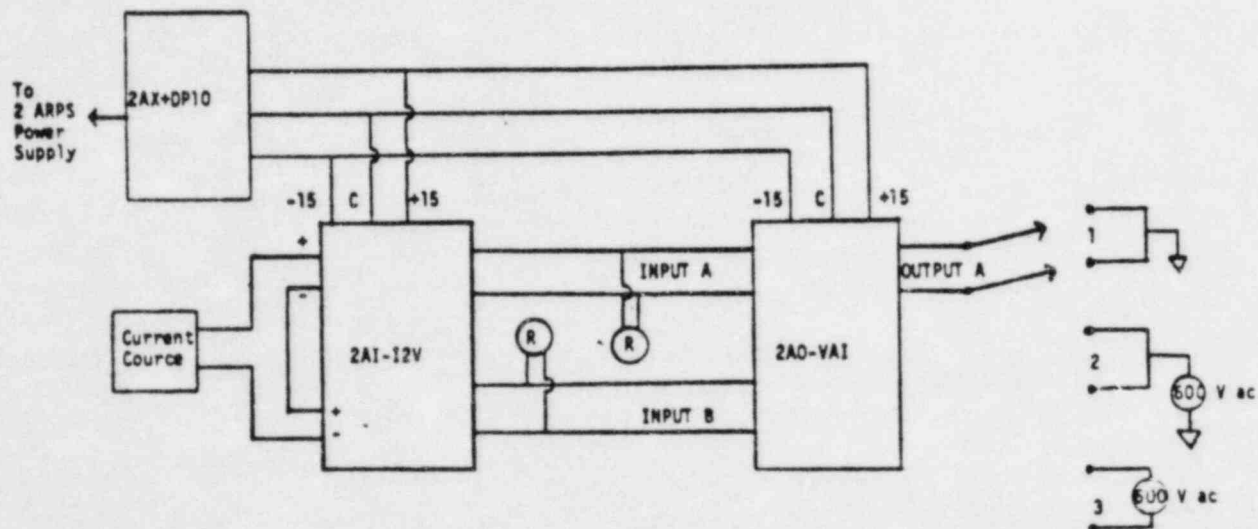 To
2 ARPS
Power
Supply
2AX+DP10
-15 C +15
-15 C +15
+
-
Current
Cource
2AI-I2V
+
-
INPUT A
R
R
INPUT B
2AO-VAI
OUTPUT A
1
2
600 V ac
3
600 V ac